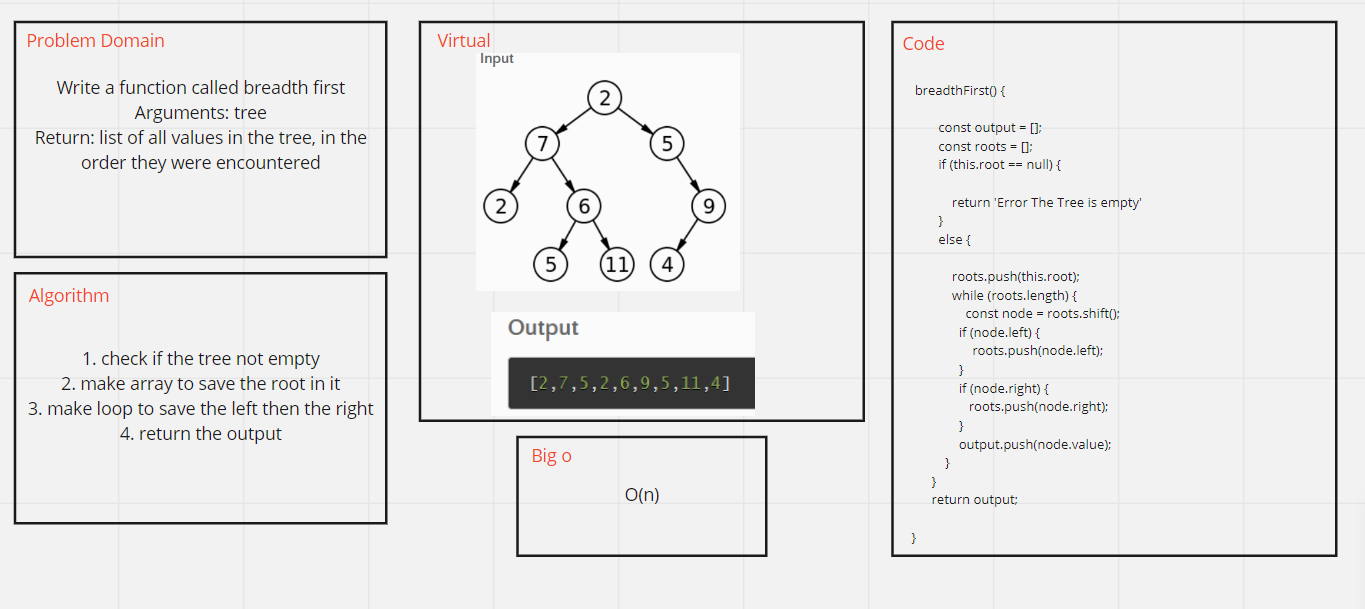 Problem Domain
Write a function called breadth first
Arguments: tree
Return: list of all values in the tree, in the
order they were encountered
Algorithm
1. check if the tree not empty
2. make array to save the root in it
3. make loop to save the left then the right
4. return the output
Virtual
Input
2
7
5
2
6
9
5
11
4
Output
[2,7,5,2,6,9,5,11,4]
Big o
O(n)
Code
breadthFirst() {
const output = [];
const roots = [];
if (this.root == null) {
return 'Error The Tree is empty'
}
else {
roots.push(this.root);
while (roots.length) {
const node = roots.shift();
if (node.left) {
roots.push(node.left);
}
if (node.right) {
roots.push(node.right);
}
output.push(node.value);
}
}
return output;
}